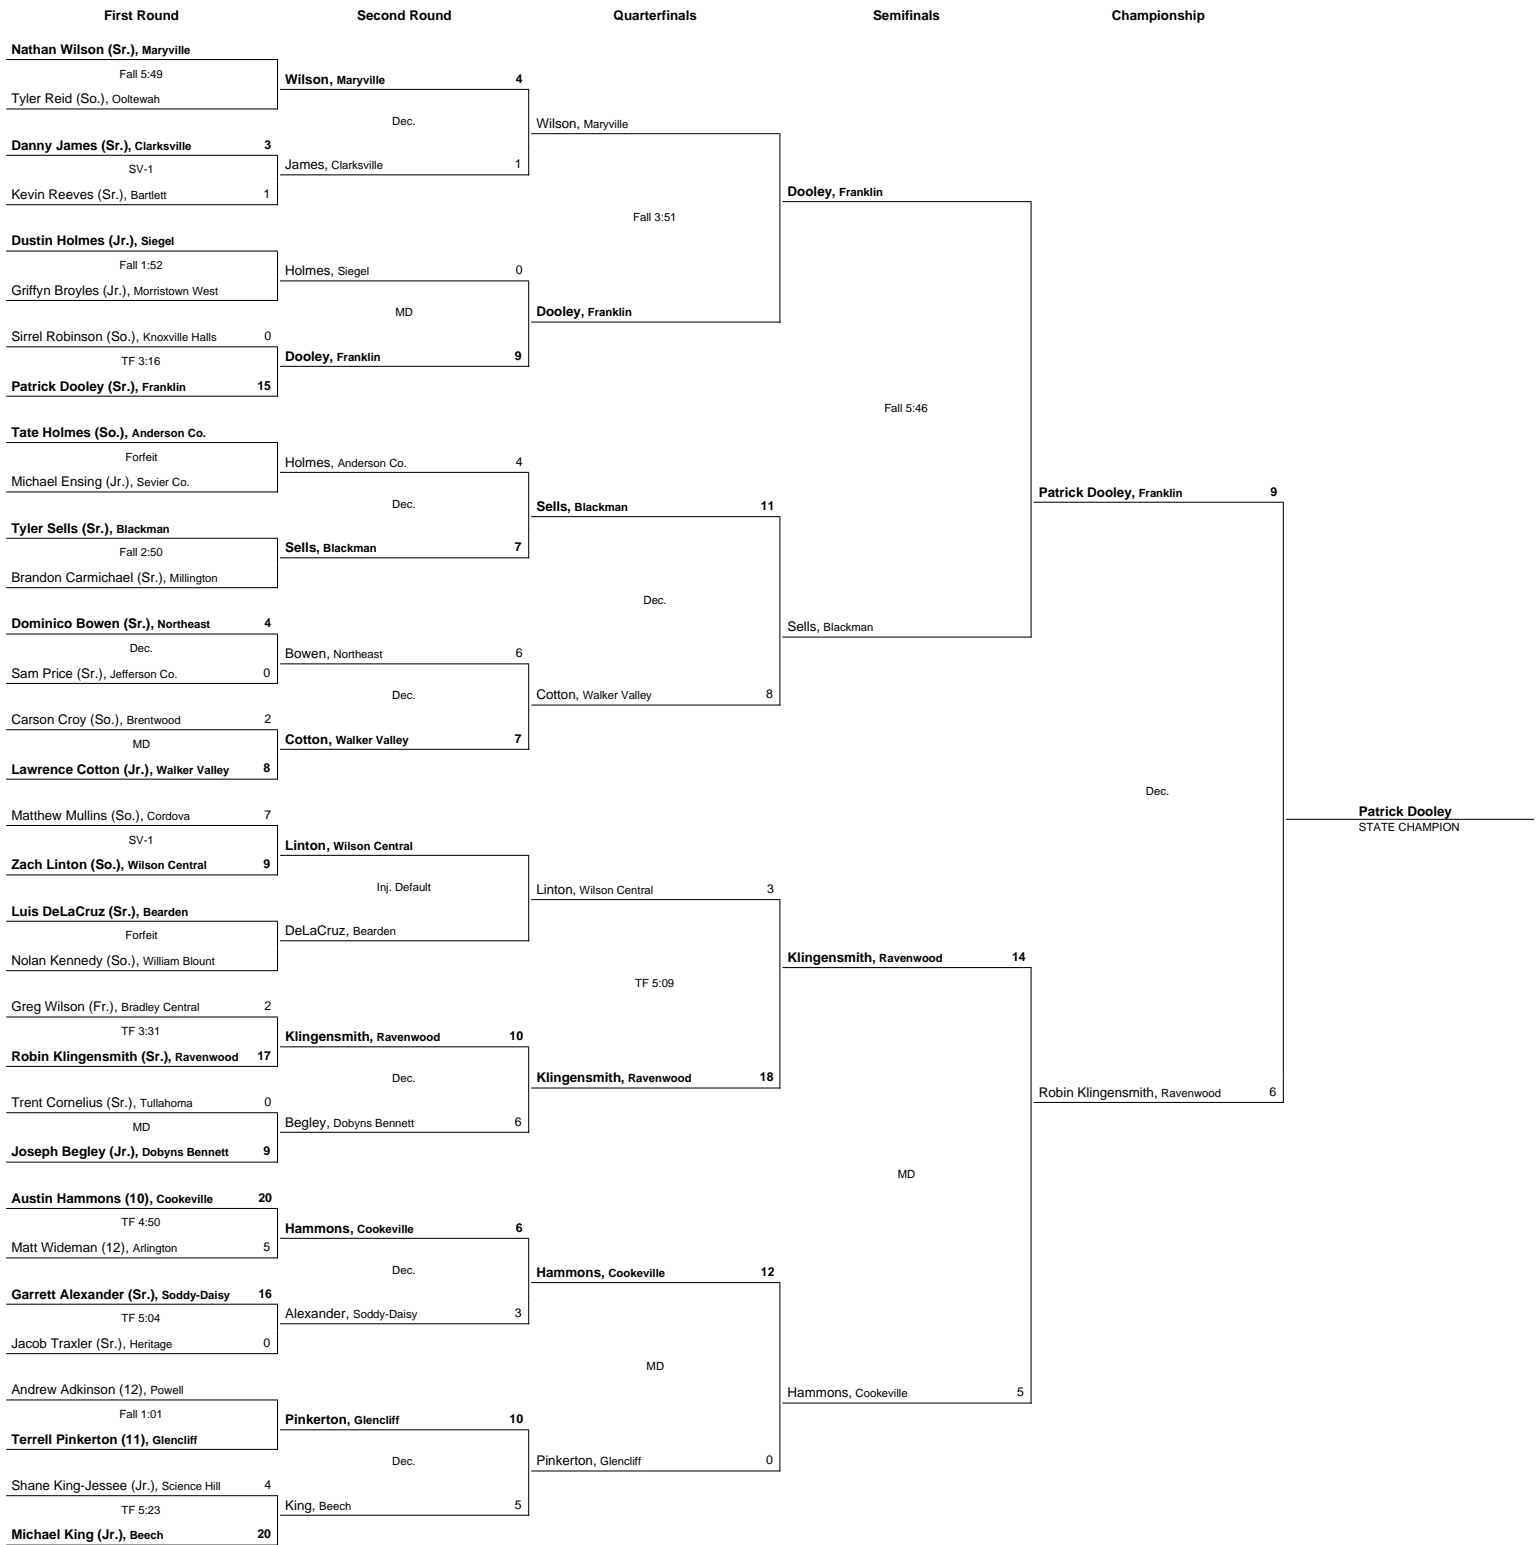 First Round
Second Round
Quarterfinals
Semifinals
Championship
Nathan Wilson (Sr.), Maryville
Fall 5:49
Tyler Reid (So.), Ooltewah
Danny James (Sr.), Clarksville 3
SV-1
Kevin Reeves (Sr.), Bartlett 1
Dustin Holmes (Jr.), Siegel
Fall 1:52
Griffyn Broyles (Jr.), Morristown West
Sirrel Robinson (So.), Knoxville Halls 0
TF 3:16
Patrick Dooley (Sr.), Franklin 15
Tate Holmes (So.), Anderson Co.
Forfeit
Michael Ensing (Jr.), Sevier Co.
Tyler Sells (Sr.), Blackman
Fall 2:50
Brandon Carmichael (Sr.), Millington
Dominico Bowen (Sr.), Northeast 4
Dec.
Sam Price (Sr.), Jefferson Co. 0
Carson Croy (So.), Brentwood 2
MD
Lawrence Cotton (Jr.), Walker Valley 8
Matthew Mullins (So.), Cordova 7
SV-1
Zach Linton (So.), Wilson Central 9
Luis DeLaCruz (Sr.), Bearden
Forfeit
Nolan Kennedy (So.), William Blount
Greg Wilson (Fr.), Bradley Central 2
TF 3:31
Robin Klingensmith (Sr.), Ravenwood 17
Trent Cornelius (Sr.), Tullahoma 0
MD
Joseph Begley (Jr.), Dobyns Bennett 9
Austin Hammons (10), Cookeville 20
TF 4:50
Matt Wideman (12), Arlington 5
Garrett Alexander (Sr.), Soddy-Daisy 16
TF 5:04
Jacob Traxler (Sr.), Heritage 0
Andrew Adkinson (12), Powell
Fall 1:01
Terrell Pinkerton (11), Glencliff
Shane King-Jessee (Jr.), Science Hill 4
TF 5:23
Michael King (Jr.), Beech 20
Wilson, Maryville 4
Dec.
James, Clarksville 1
Holmes, Siegel 0
MD
Dooley, Franklin 9
Holmes, Anderson Co. 4
Dec.
Sells, Blackman 7
Bowen, Northeast 6
Dec.
Cotton, Walker Valley 7
Linton, Wilson Central
Inj. Default
DeLaCruz, Bearden
Klingensmith, Ravenwood 10
Dec.
Begley, Dobyns Bennett 6
Hammons, Cookeville 6
Dec.
Alexander, Soddy-Daisy 3
Pinkerton, Glencliff 10
Dec.
King, Beech 5
Wilson, Maryville
Fall 3:51
Dooley, Franklin
Sells, Blackman 11
Dec.
Cotton, Walker Valley 8
Linton, Wilson Central 3
TF 5:09
Klingensmith, Ravenwood 18
Hammons, Cookeville 12
MD
Pinkerton, Glencliff 0
Dooley, Franklin
Fall 5:46
Sells, Blackman
Klingensmith, Ravenwood 14
MD
Hammons, Cookeville 5
Patrick Dooley, Franklin 9
Dec.
Robin Klingensmith, Ravenwood 6
Patrick Dooley
STATE CHAMPION